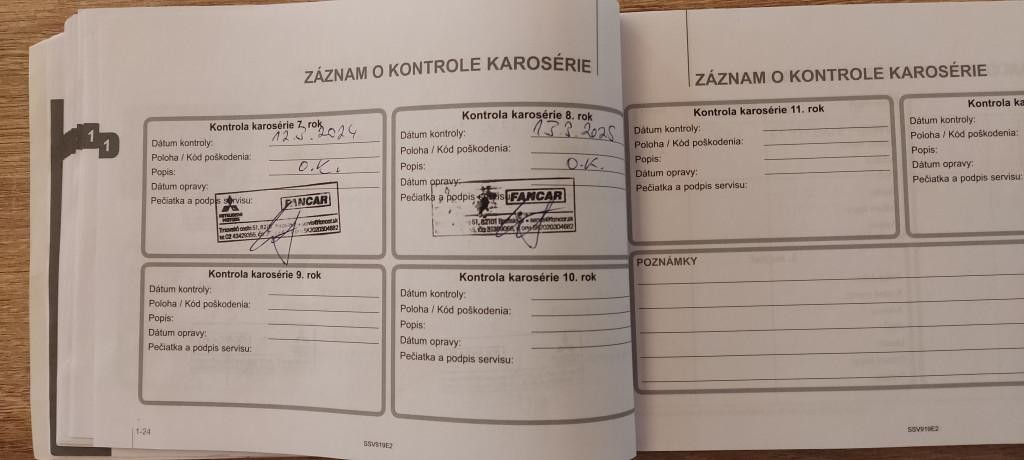 ZÁZNAM O KONTROLE KAROSÉRIE
Kontrola karosérie 7. rok
Dátum kontroly: 12.3.2024
Poloha / Kód poškodenia:
Popis: O.K.
Dátum opravy:
Pečiatka a podpis servisu:
MITSUBISHI MOTORS
FANCAR
Kontrola karosérie 8. rok
Dátum kontroly: 13.3.2025
Poloha / Kód poškodenia:
Popis: O.K.
Dátum opravy:
Pečiatka a podpis servisu:
FANCAR
Kontrola karosérie 9. rok
Dátum kontroly:
Poloha / Kód poškodenia:
Popis:
Dátum opravy:
Pečiatka a podpis servisu:
Kontrola karosérie 10. rok
Dátum kontroly:
Poloha / Kód poškodenia:
Popis:
Dátum opravy:
Pečiatka a podpis servisu:
1
1
1-24
SSV919E2
ZÁZNAM O KONTROLE KAROSÉRIE
Kontrola karosérie 11. rok
Dátum kontroly:
Poloha / Kód poškodenia:
Popis:
Dátum opravy:
Pečiatka a podpis servisu:
Kontrola
Dátum kontroly:
Poloha / Kód
Popis:
Dátum opravy:
Pečiatka a podpis
POZNÁMKY
SSV919E2